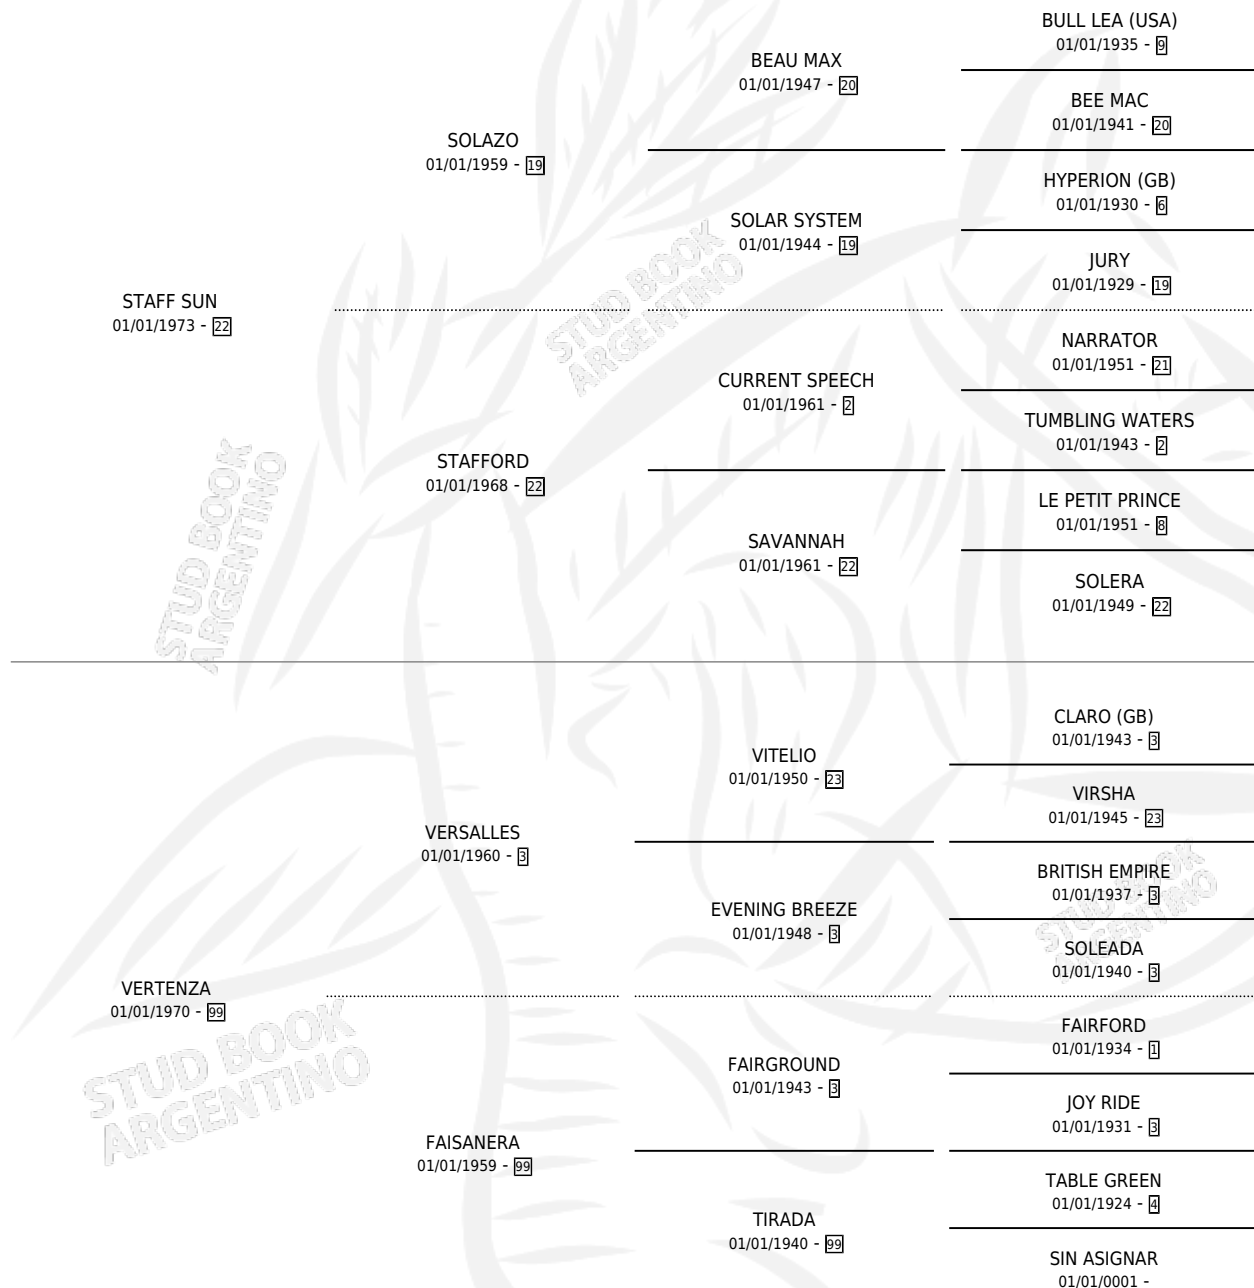 BULL LEA (USA)
01/01/1935 - 9
BEAU MAX
01/01/1947 - 20
BEE MAC
01/01/1941 - 20
SOLAZO
01/01/1959 - 19
HYPERION (GB)
01/01/1930 - 6
SOLAR SYSTEM
01/01/1944 - 19
JURY
01/01/1929 - 19
STAFF SUN
01/01/1973 - 22
NARRATOR
01/01/1951 - 21
CURRENT SPEECH
01/01/1961 - 2
TUMBLING WATERS
01/01/1943 - 2
STAFFORD
01/01/1968 - 22
LE PETIT PRINCE
01/01/1951 - 8
SAVANNAH
01/01/1961 - 22
SOLERA
01/01/1949 - 22
CLARO (GB)
01/01/1943 - 3
VITELIO
01/01/1950 - 23
VIRSHA
01/01/1945 - 23
VERSALLES
01/01/1960 - 3
BRITISH EMPIRE
01/01/1937 - 3
EVENING BREEZE
01/01/1948 - 3
SOLEADA
01/01/1940 - 3
VERTENZA
01/01/1970 - 99
FAIRFORD
01/01/1934 - 1
FAIRGROUND
01/01/1943 - 3
JOY RIDE
01/01/1931 - 3
FAISANERA
01/01/1959 - 99
TABLE GREEN
01/01/1924 - 4
TIRADA
01/01/1940 - 99
SIN ASIGNAR
01/01/0001 -
STUD BOOK
ARGENTINO
STUD BOOK
ARGENTINO
STUD BOOK
ARGENTINO
STUD BOOK
ARGENTINO